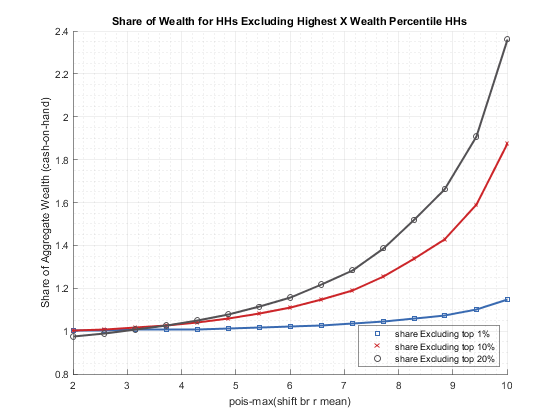 Share of Wealth for HHs Excluding Highest X Wealth Percentile HHs
2.4
2.2
2
1.8
1.6
1.4
1.2
1
0.8
Share of Aggregate Wealth (cash-on-hand)
share Excluding top 1%
share Excluding top 10%
share Excluding top 20%
2 3 4 5 6 7 8 9 10
pois-max(shift br r mean)